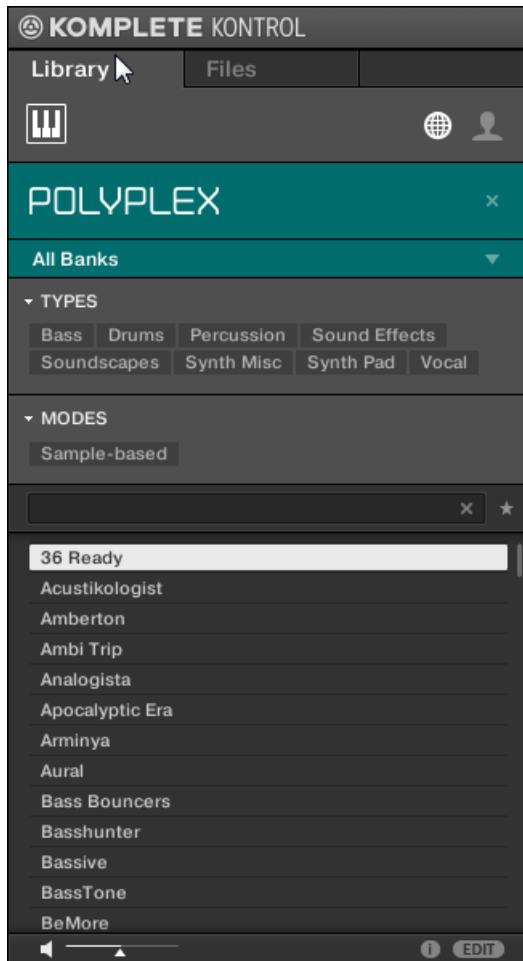 KOMPLETE KONTROL
Library Files
POLYPLEX
All Banks
TYPES
Bass Drums Percussion Sound Effects
Soundscapes Synth Misc Synth Pad Vocal
MODES
Sample-based
36 Ready
Acustikologist
Amberton
Ambi Trip
Analogista
Apocalyptic Era
Arminya
Aural
Bass Bouncers
Basshunter
Bassive
BassTone
BeMore
EDIT